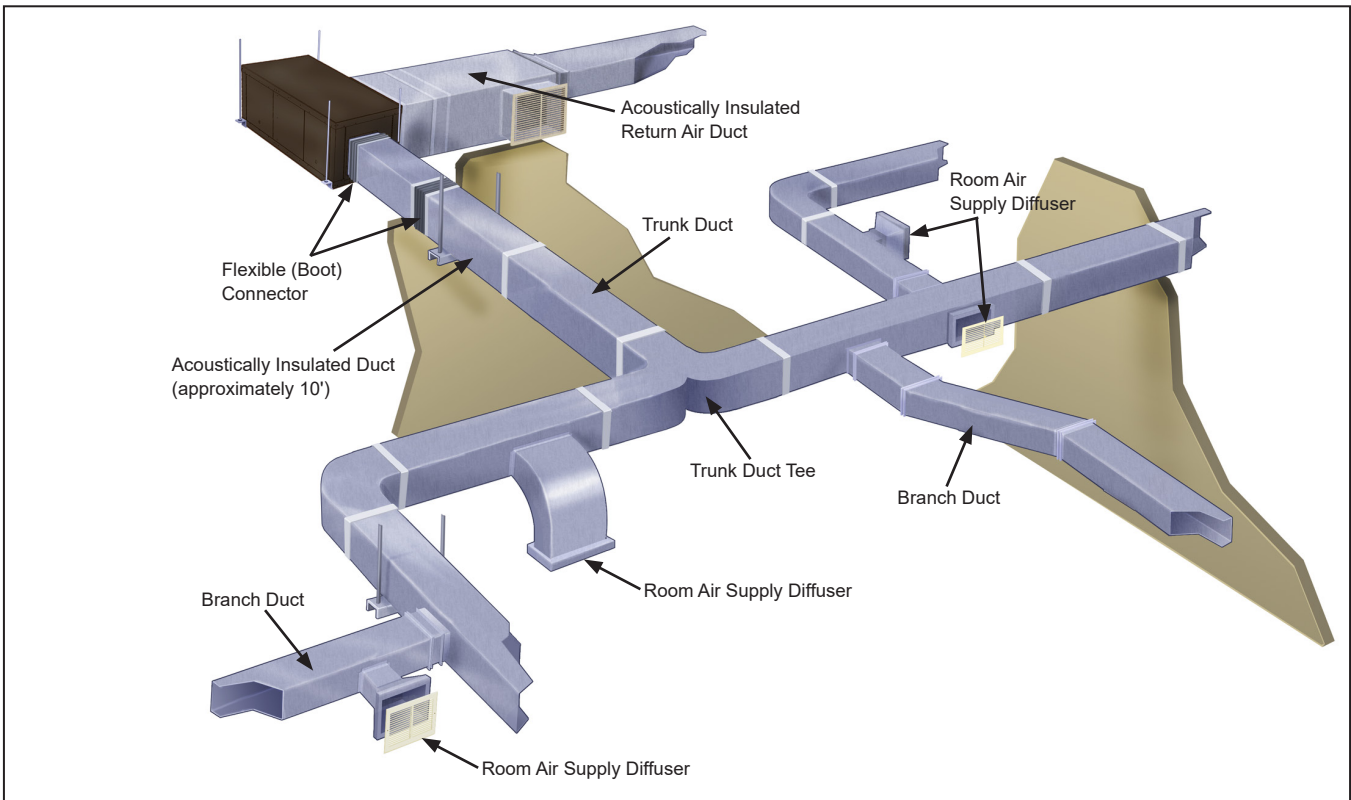 Acoustically Insulated
Return Air Duct
Room Air
Supply Diffuser
Trunk Duct
Flexible (Boot)
Connector
Acoustically Insulated Duct
(approximately 10')
Trunk Duct Tee
Branch Duct
Room Air Supply Diffuser
Branch Duct
Room Air Supply Diffuser